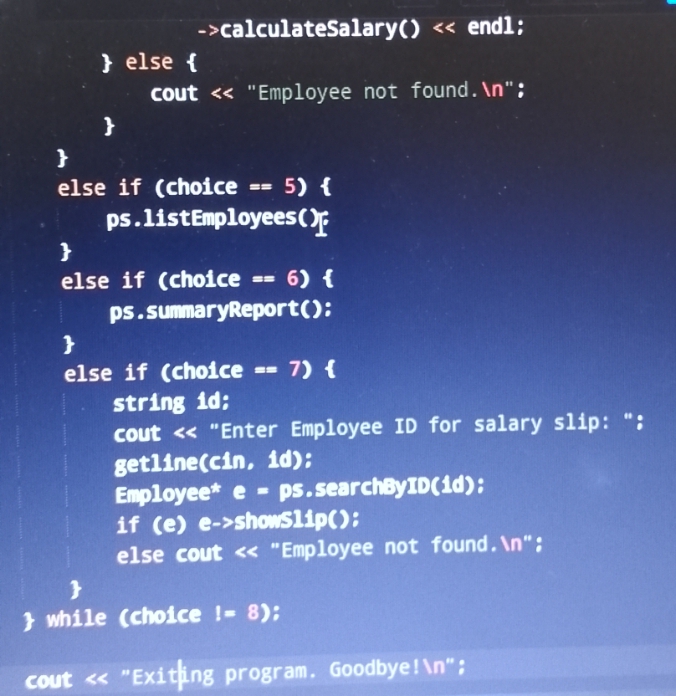 ->calculateSalary() << endl;
} else {
cout << "Employee not found.\n";
}
}
else if (choice == 5) {
ps.listEmployees();
}
else if (choice == 6) {
ps.summaryReport();
}
else if (choice == 7) {
string id;
cout << "Enter Employee ID for salary slip: ";
getline(cin, id);
Employee* e = ps.searchByID(id);
if (e) e->showSlip();
else cout << "Employee not found.\n";
}
} while (choice != 8);
cout << "Exiting program. Goodbye!\n";